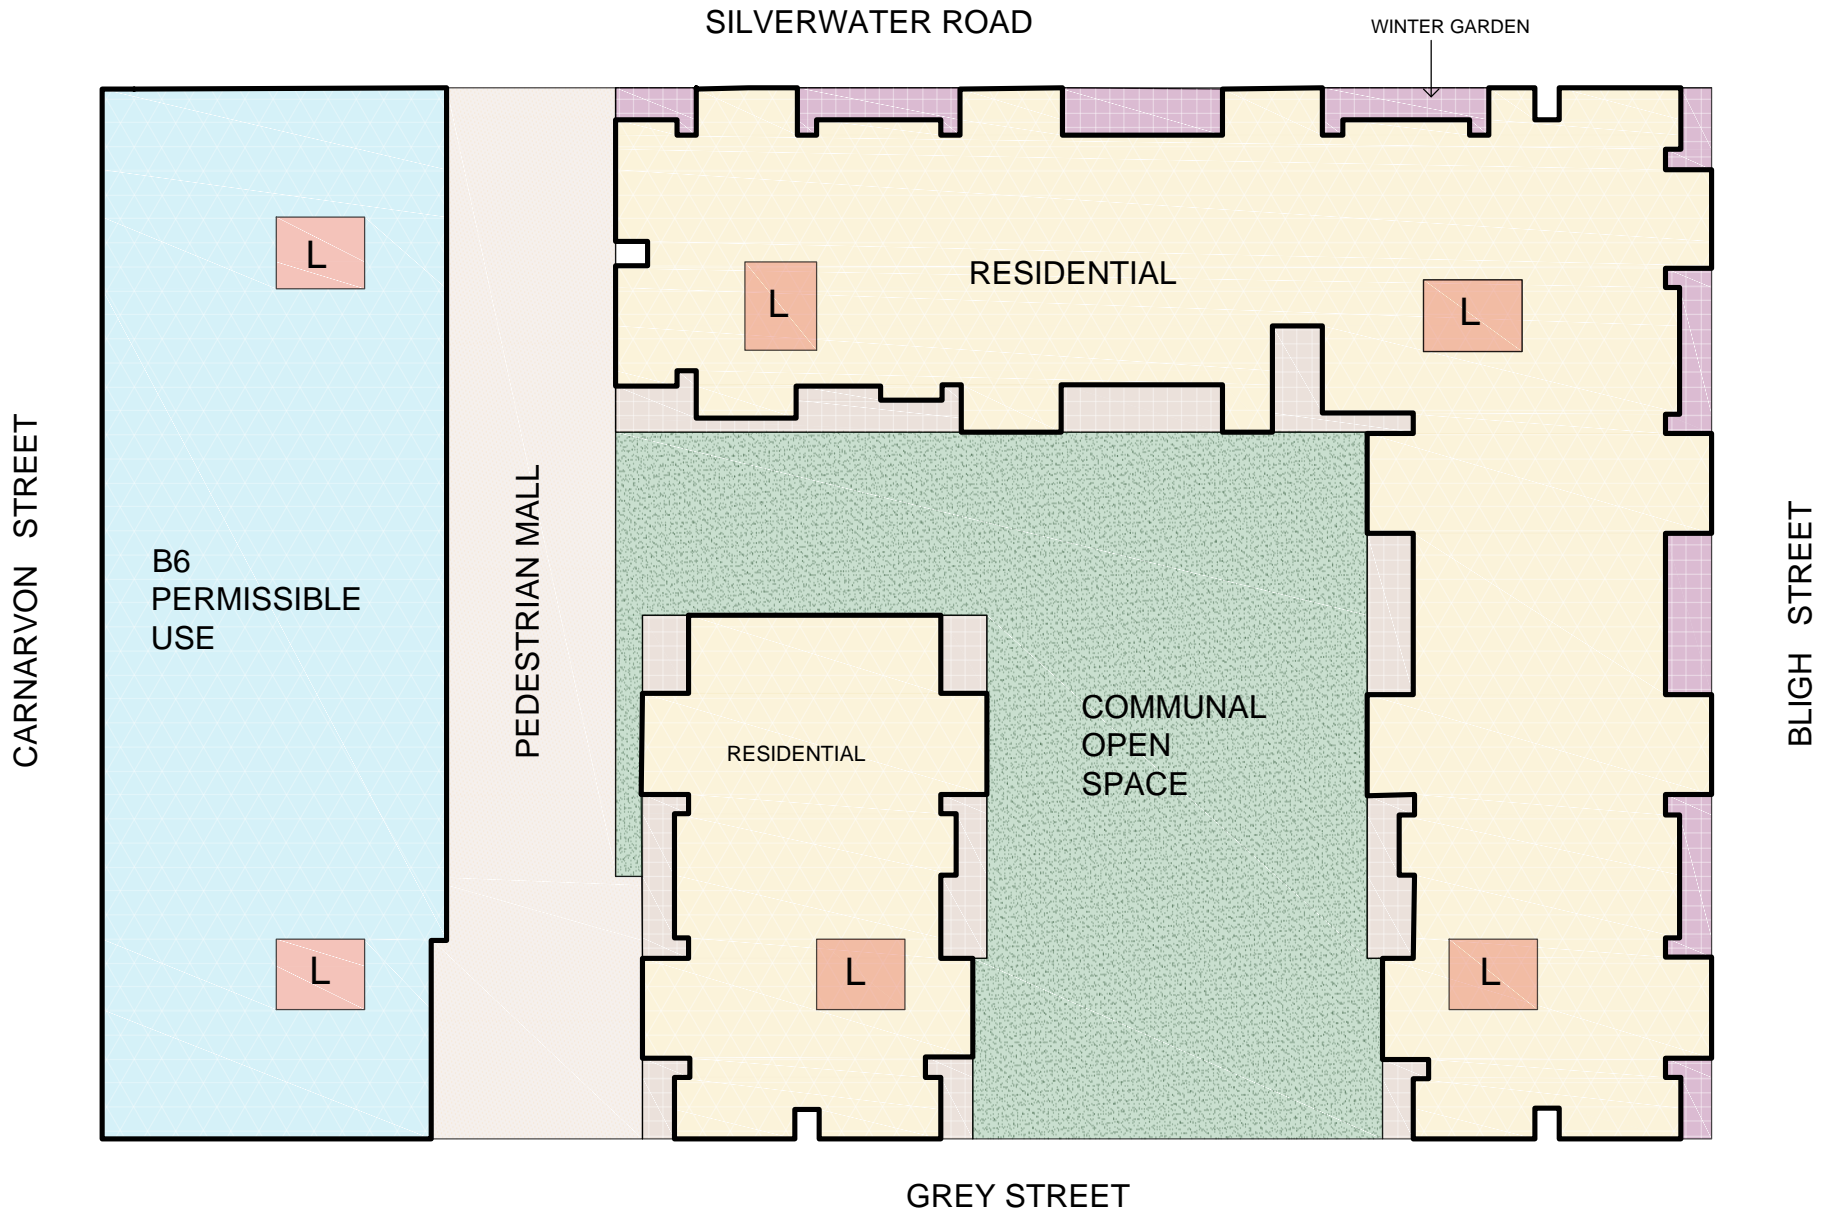 SILVERWATER ROAD
WINTER GARDEN
L
L
RESIDENTIAL
L
CARNARVON STREET
B6
PERMISSIBLE
USE
PEDESTRIAN MALL
RESIDENTIAL
COMMUNAL
OPEN
SPACE
BLIGH STREET
L
L
L
GREY STREET